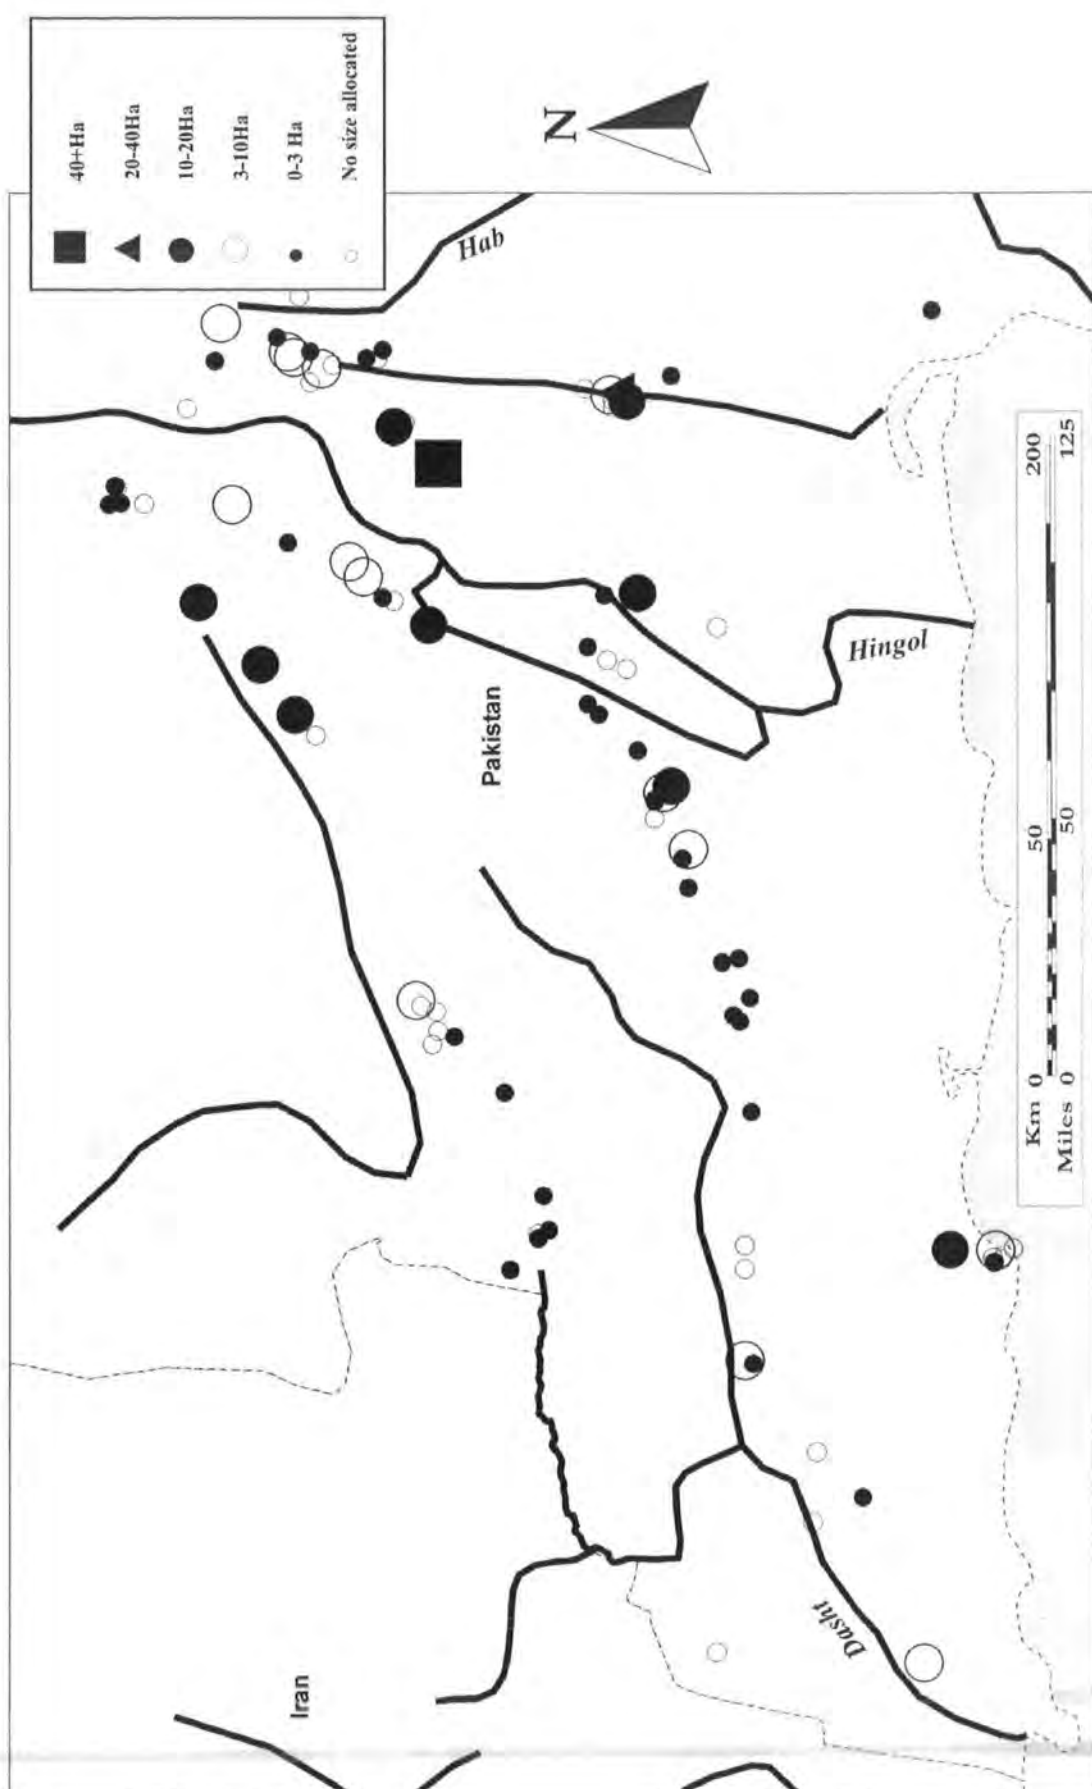 40+Ha
20-40Ha
10-20Ha
3-10Ha
0-3 Ha
No size allocated
N
Hab
Hingol
Pakistan
Iran
Dasht
Km 0 50 200
Miles 0 50 125